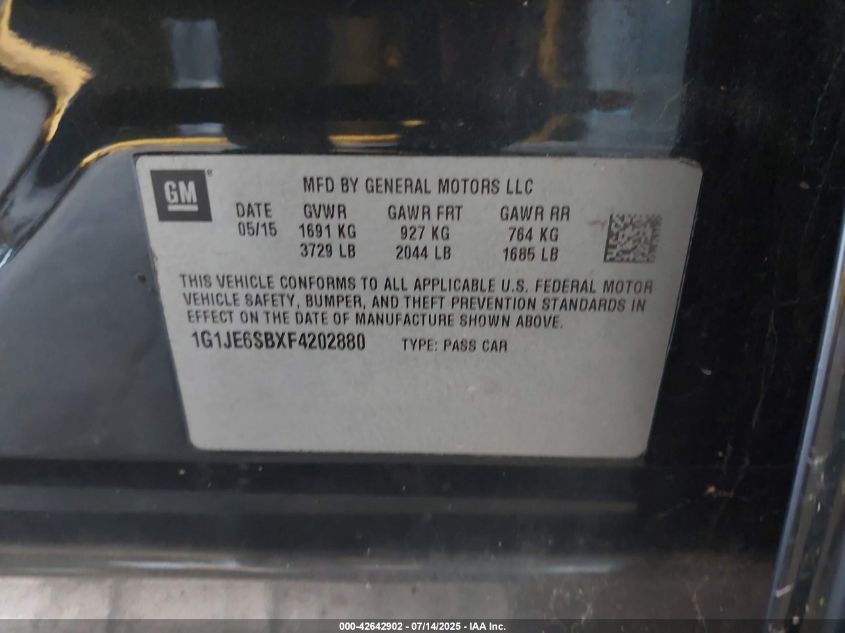 GM®
MFD BY GENERAL MOTORS LLC
DATE GVWR GAWR FRT GAWR RR
05/15 1691 KG 927 KG 764 KG
3729 LB 2044 LB 1685 LB
THIS VEHICLE CONFORMS TO ALL APPLICABLE U.S. FEDERAL MOTOR
VEHICLE SAFETY, BUMPER, AND THEFT PREVENTION STANDARDS IN
EFFECT ON THE DATE OF MANUFACTURE SHOWN ABOVE.
1G1JE6SBXF4202880 TYPE: PASS CAR
000-42642902 - 07/14/2025 - IAA Inc.